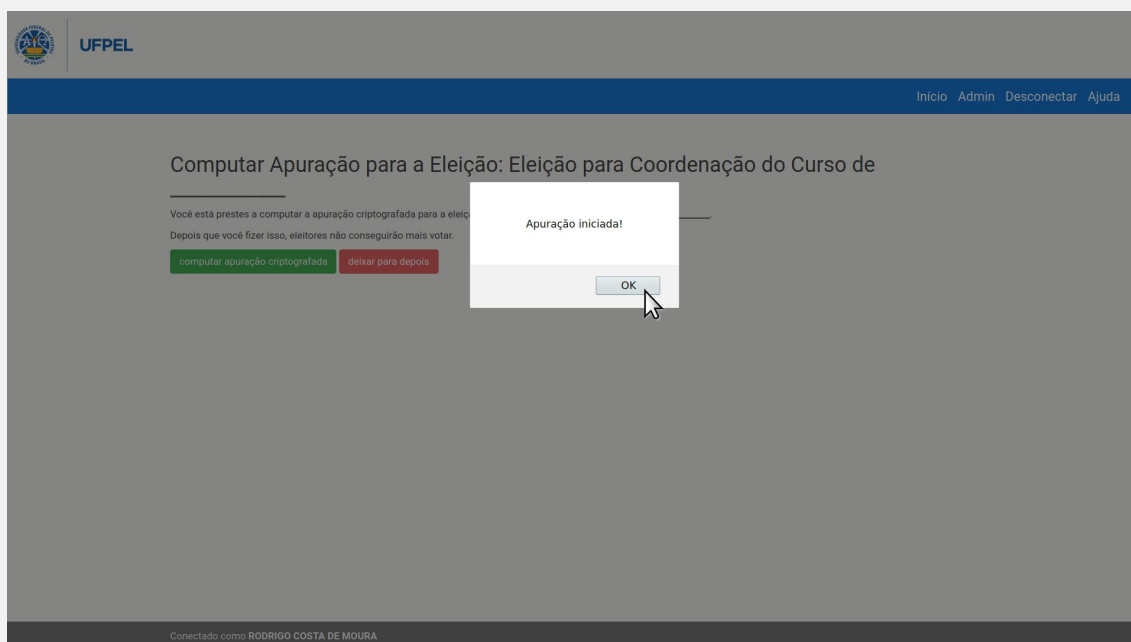 UFPEL
Início Admin Desconectar Ajuda
Computar Apuração para a Eleição: Eleição para Coordenação do Curso de
____________
Você está prestes a computar a apuração criptografada para a eleiç
Depois que você fizer isso, eleitores não conseguirão mais votar.
computar apuração criptografada deixar para depois
Apuração iniciada!
OK
Conectado como RODRIGO COSTA DE MOURA